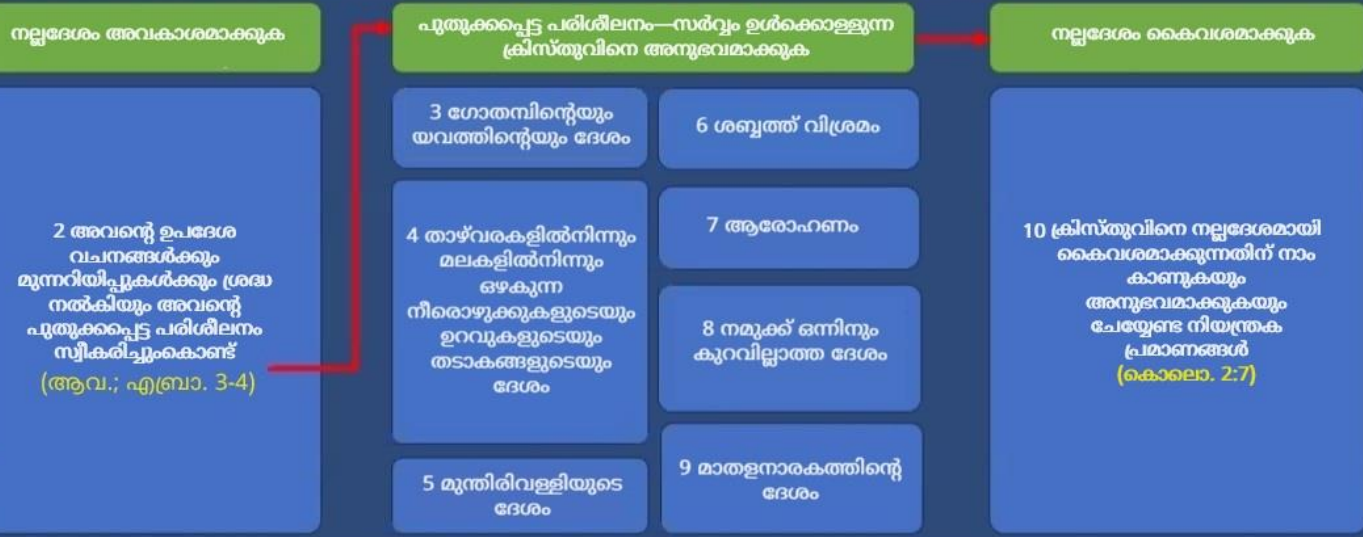 നല്ലദേശം അവകാശമാക്കുക
2 അവന്റെ ഉപദേശ
വചനങ്ങൾക്കും
മുന്നറിയിപ്പുകൾക്കും ശ്രദ്ധ
നൽകിയും അവന്റെ
പുതുക്കപ്പെട്ട പരിശീലനം
സ്വീകരിച്ചുംകൊണ്ട്
(ആവ.; എബ്രാ. 3-4)
പുതുക്കപ്പെട്ട പരിശീലനം—സർവ്വം ഉൾക്കൊള്ളുന്ന
ക്രിസ്തുവിനെ അനുഭവമാക്കുക
3 ഗോതമ്പിന്റെയും
യവത്തിന്റെയും ദേശം
4 താഴ്‌വരകളിൽനിന്നും
മലകളിൽനിന്നും
ഒഴകുന്ന
നീരൊഴുക്കുകളുടെയും
ഉറവുകളുടെയും
തടാകങ്ങളുടെയും
ദേശം
5 മുന്തിരിവള്ളിയുടെ
ദേശം
6 ശബ്ബത്ത് വിശ്രമം
7 ആരോഹണം
8 നമുക്ക് ഒന്നിനും
കുറവില്ലാത്ത ദേശം
9 മാതളനാരകത്തിന്റെ
ദേശം
നല്ലദേശം കൈവശമാക്കുക
10 ക്രിസ്തുവിനെ നല്ലദേശമായി
കൈവശമാക്കുന്നതിന് നാം
കാണുകയും
അനുഭവമാക്കുകയും
ചെയ്യേണ്ട നിയന്ത്രക
പ്രമാണങ്ങൾ
(കൊലൊ. 2:7)